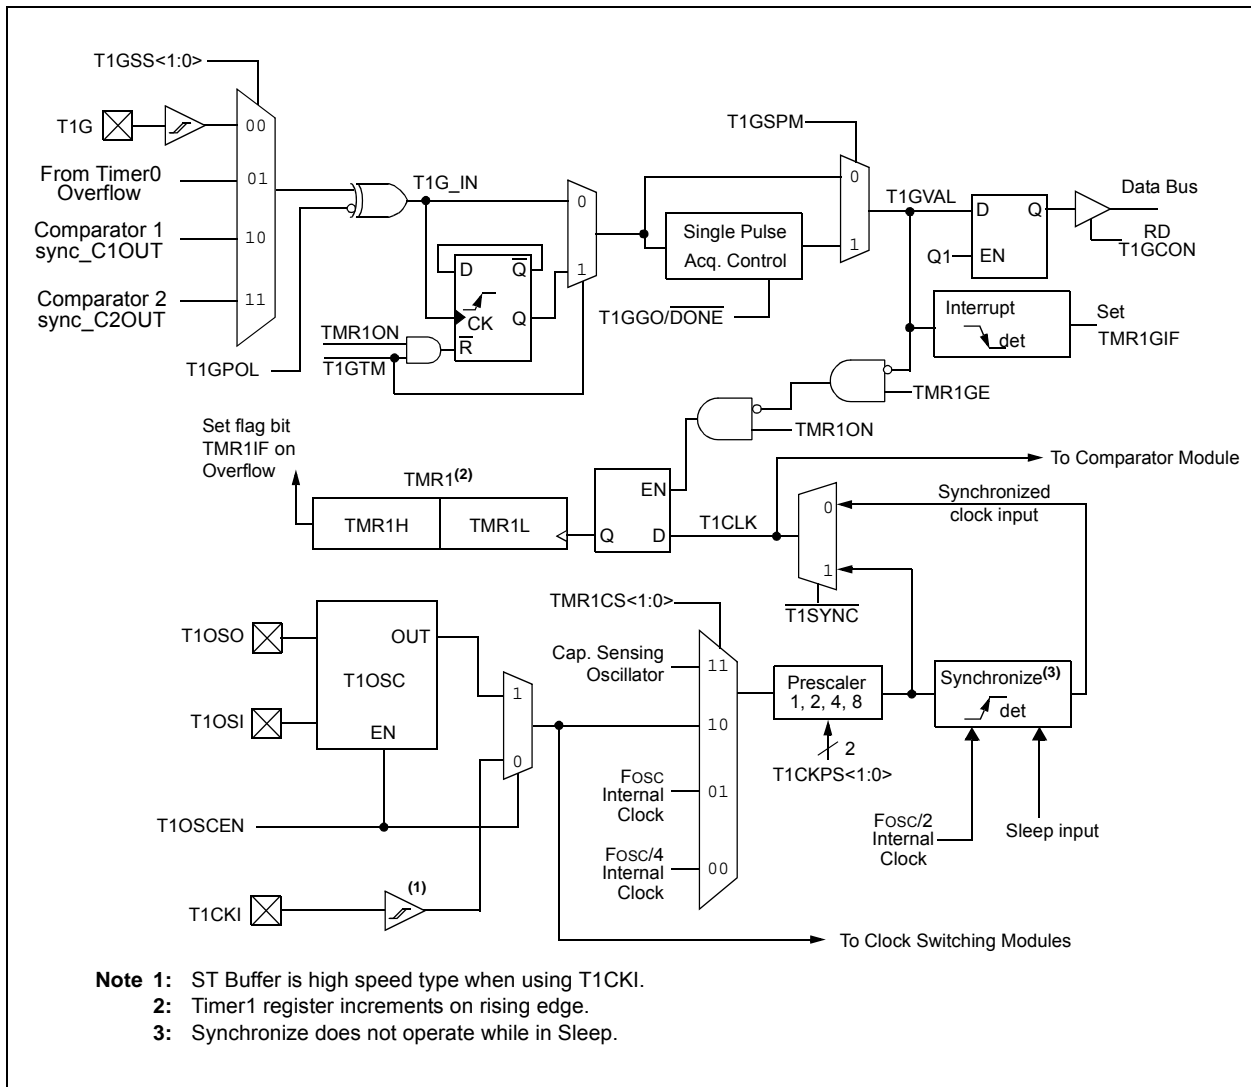 T1GSS<1:0>
T1G
00
From Timer0
Overflow
01
Comparator 1
sync_C1OUT
10
Comparator 2
sync_C2OUT
11
T1GPOL
T1G_IN
0
1
D
Q
CK
Q
R
TMR1ON
T1GTM
T1GSPM
0
1
Single Pulse
Acq. Control
T1GGO/DONE
T1GVAL
D
Q
Q1
EN
Data Bus
RD
T1GCON
Interrupt
det
Set
TMR1GIF
TMR1GE
TMR1ON
Set flag bit
TMR1IF on
Overflow
TMR1(2)
TMR1H
TMR1L
EN
Q
D
T1CLK
To Comparator Module
0
1
Synchronized
clock input
T1SYNC
T1OSO
T1OSI
OUT
T1OSC
EN
1
0
T1OSCEN
T1CKI
(1)
TMR1CS<1:0>
Cap. Sensing
Oscillator
11
10
FOSC
Internal
Clock
01
FOSC/4
Internal
Clock
00
Prescaler
1, 2, 4, 8
2
T1CKPS<1:0>
Synchronize(3)
det
FOSC/2
Internal
Clock
Sleep input
To Clock Switching Modules
Note 1: ST Buffer is high speed type when using T1CKI.
2: Timer1 register increments on rising edge.
3: Synchronize does not operate while in Sleep.